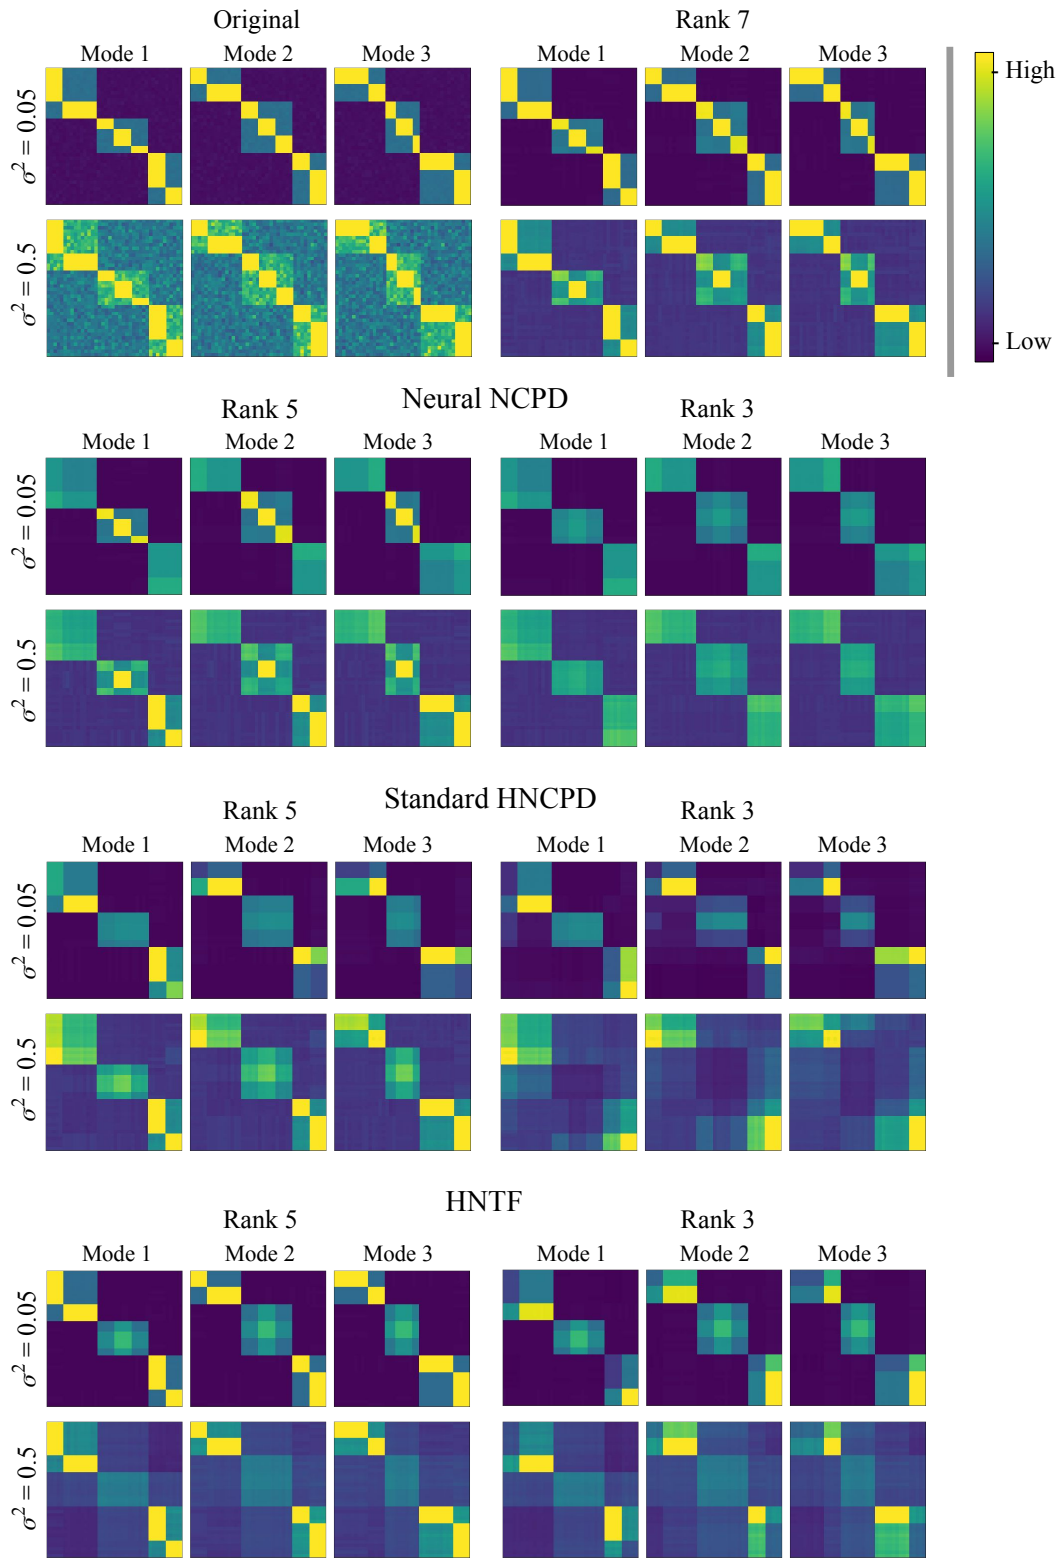 Original
Rank 7
Mode 1 Mode 2 Mode 3 Mode 1 Mode 2 Mode 3
High
Low
σ² = 0.05
σ² = 0.5
Neural NCPD
Rank 5
Rank 3
Mode 1 Mode 2 Mode 3 Mode 1 Mode 2 Mode 3
σ² = 0.05
σ² = 0.5
Standard HNCPD
Rank 5
Rank 3
Mode 1 Mode 2 Mode 3 Mode 1 Mode 2 Mode 3
σ² = 0.05
σ² = 0.5
HNTF
Rank 5
Rank 3
Mode 1 Mode 2 Mode 3 Mode 1 Mode 2 Mode 3
σ² = 0.05
σ² = 0.5